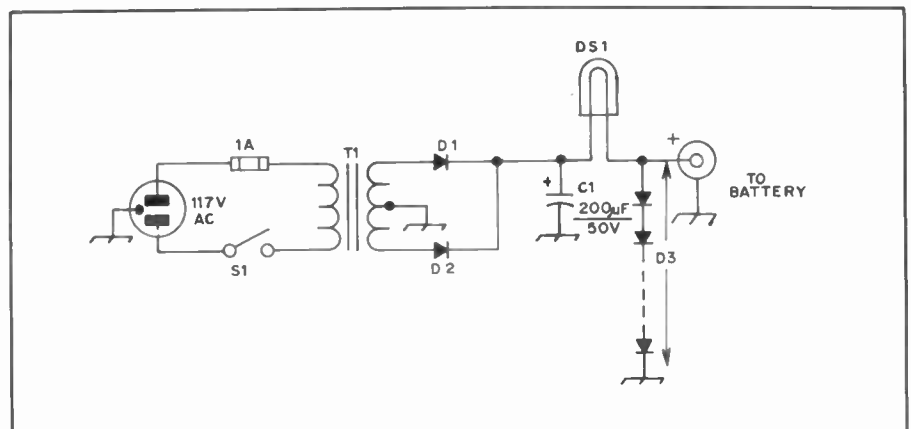 DS1
1A
T1
D1
+
117V
AC
+
C1
200µF
50V
TO
BATTERY
S1
D2
D3